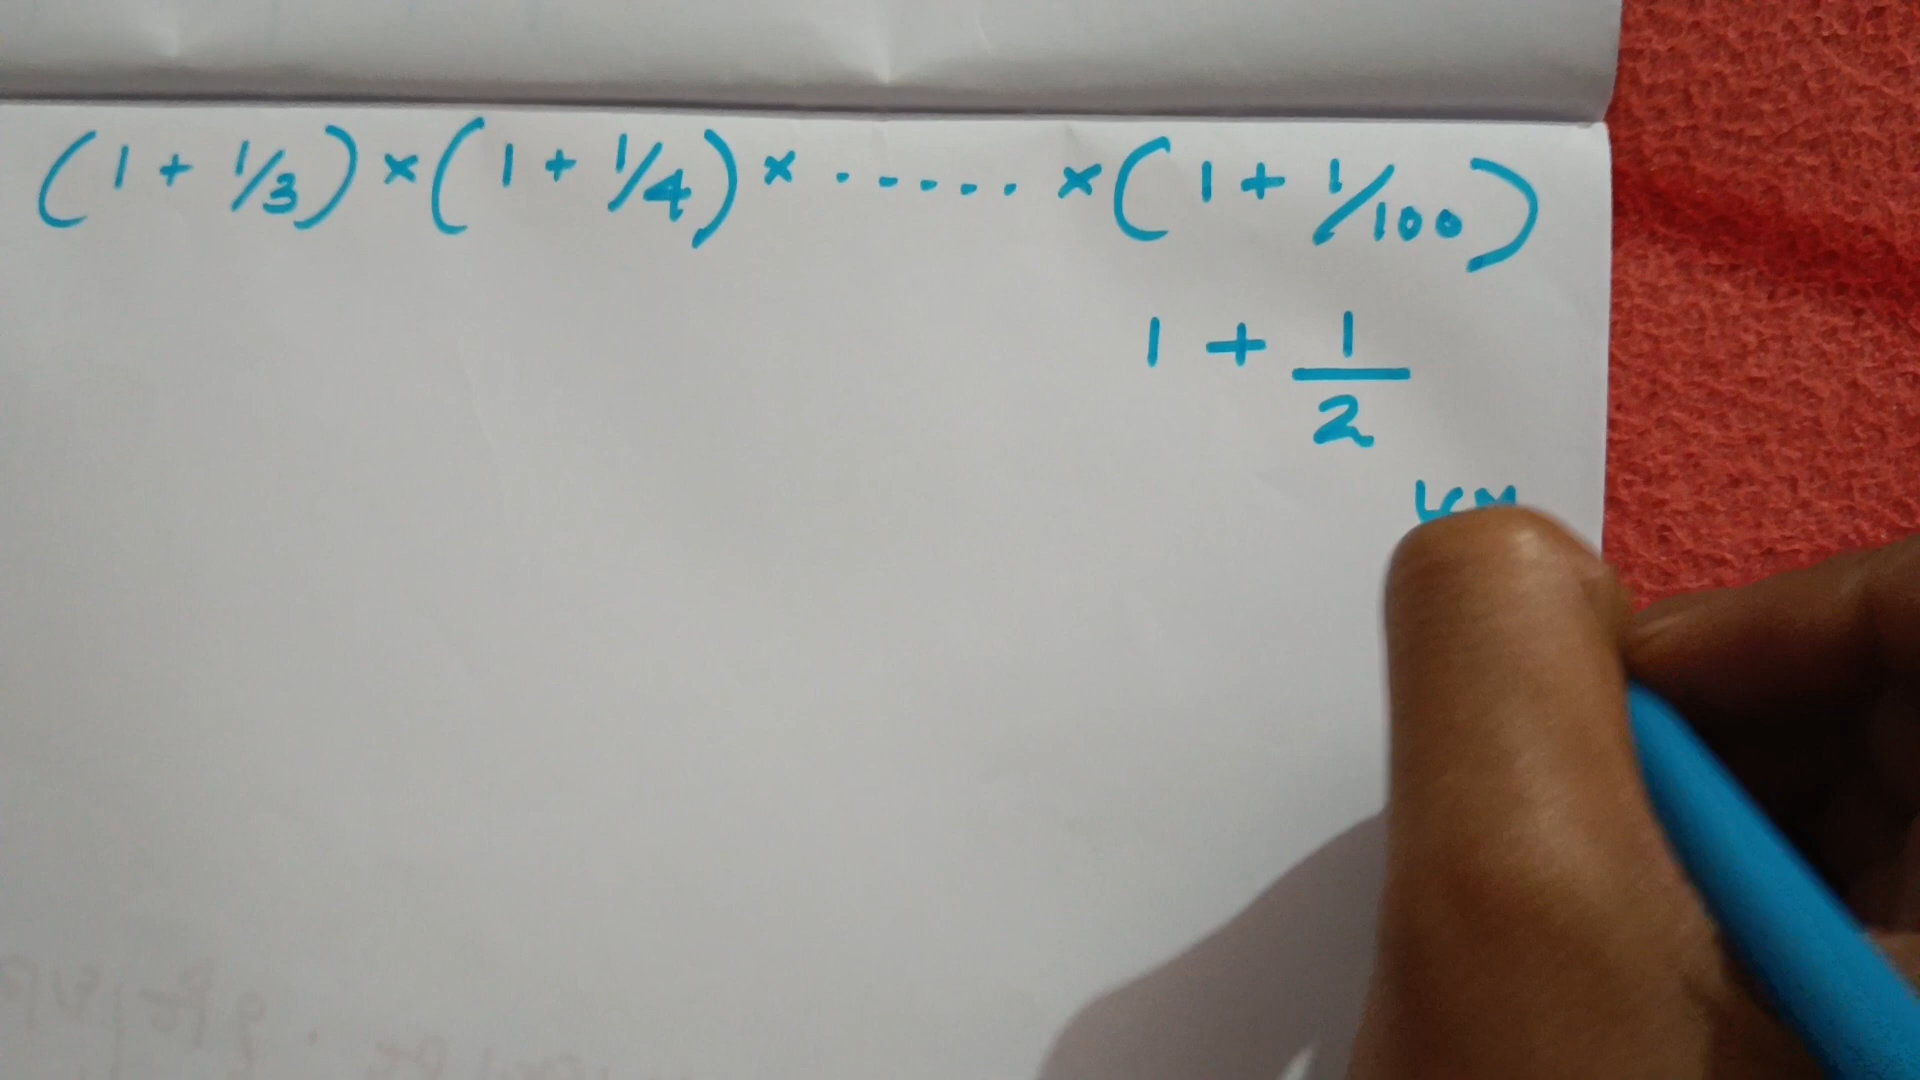 (1 + 1/3) × (1 + 1/4) × ..... × (1 + 1/100)
1 + 1/2